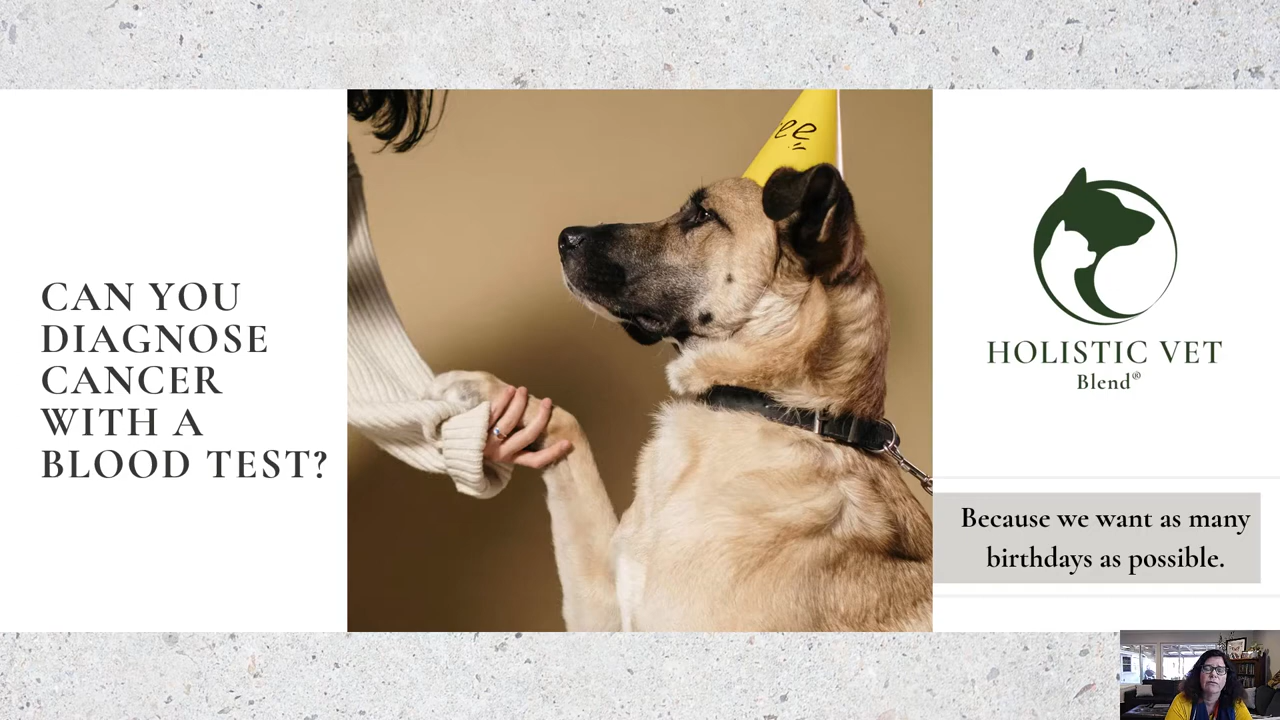 CAN YOU
DIAGNOSE
CANCER
WITH A
BLOOD TEST?
HOLISTIC VET
Blend®
Because we want as many
birthdays as possible.